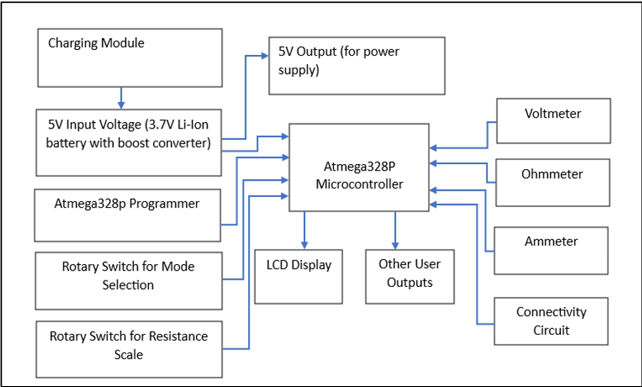 Charging Module
5V Output (for power
supply)
5V Input Voltage (3.7V Li-Ion
battery with boost converter)
Voltmeter
Atmega328P
Microcontroller
Ohmmeter
Atmega328p Programmer
Ammeter
Rotary Switch for Mode
Selection
LCD Display
Other User
Outputs
Connectivity
Circuit
Rotary Switch for Resistance
Scale